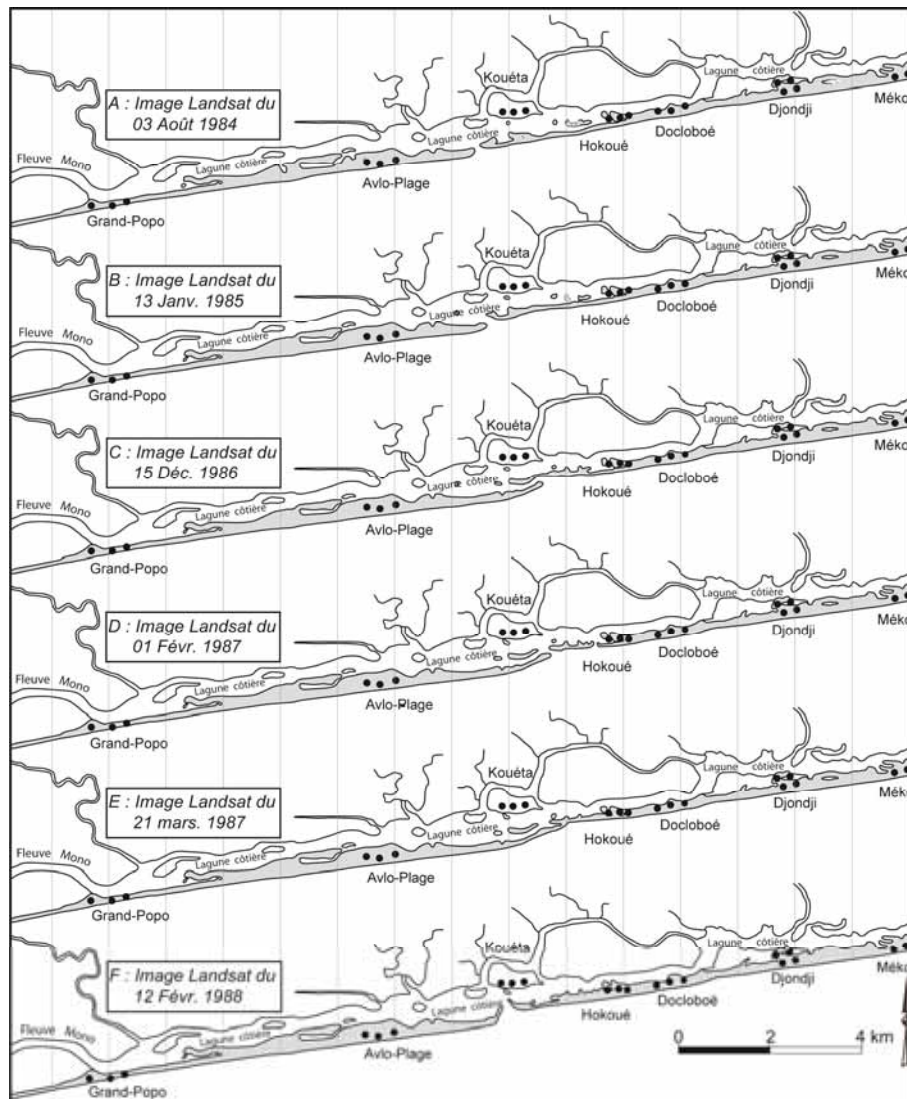 Kouéta
Lagune côtière
A : Image Landsat du
03 Août 1984
Djondji
Méko
Docloboé
Hokoué
Lagune côtière
Fleuve Mono
Lagune côtière
Avlo-Plage
Grand-Popo
Kouéta
Lagune côtière
B : Image Landsat du
13 Janv. 1985
Djondji
Méko
Docloboé
Hokoué
Lagune côtière
Fleuve Mono
Lagune côtière
Avlo-Plage
Grand-Popo
Kouéta
Lagune côtière
C : Image Landsat du
15 Déc. 1986
Djondji
Méko
Docloboé
Hokoué
Lagune côtière
Fleuve Mono
Lagune côtière
Avlo-Plage
Grand-Popo
Kouéta
Lagune côtière
D : Image Landsat du
01 Févr. 1987
Djondji
Méko
Docloboé
Hokoué
Lagune côtière
Fleuve Mono
Lagune côtière
Avlo-Plage
Grand-Popo
Kouéta
Lagune côtière
E : Image Landsat du
21 mars. 1987
Djondji
Méko
Docloboé
Hokoué
Lagune côtière
Fleuve Mono
Lagune côtière
Avlo-Plage
Grand-Popo
Kouéta
Lagune côtière
F : Image Landsat du
12 Févr. 1988
Djondji
Méko
Docloboé
Hokoué
Lagune côtière
Fleuve Mono
Lagune côtière
Avlo-Plage
Grand-Popo
0 2 4 km